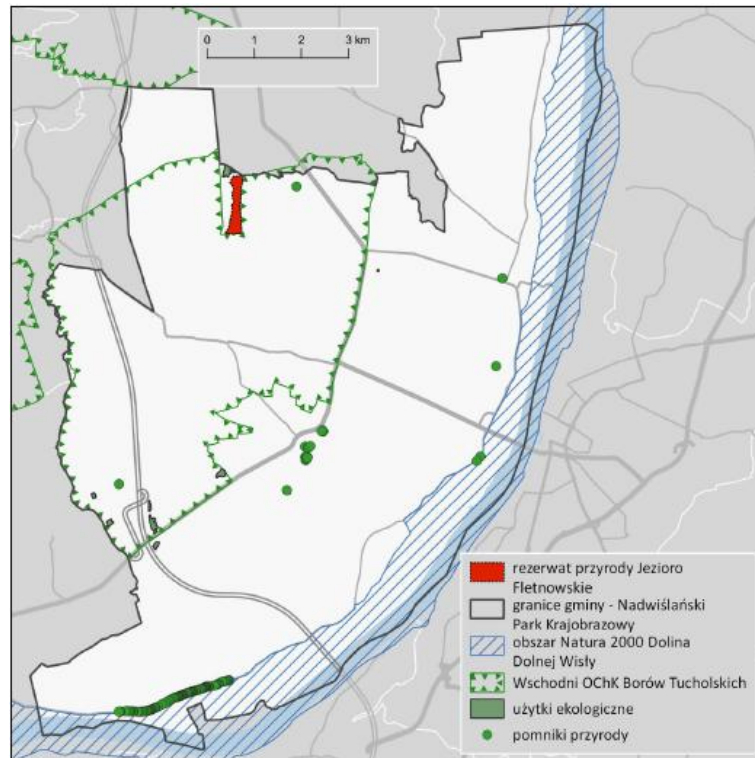 0 1 2 3 km
rezerwat przyrody Jezioro
Fletnowskie
granice gminy - Nadwiślański
Park Krajobrazowy
obszar Natura 2000 Dolina
Dolnej Wisły
Wschodni OChK Borów Tucholskich
użytki ekologiczne
pomniki przyrody